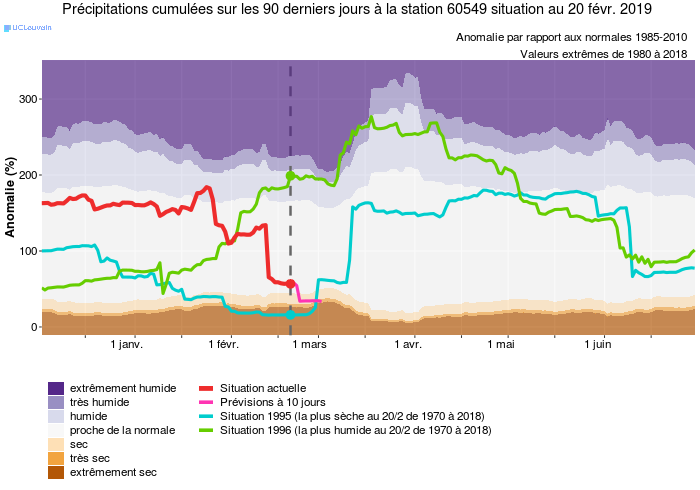 Précipitations cumulées sur les 90 derniers jours à la station 60549 situation au 20 févr. 2019
UCLouvain
Anomalie par rapport aux normales 1985-2010
Valeurs extrêmes de 1980 à 2018
Anomalie (%)
300
200
100
0
1 janv. 1 févr. 1 mars 1 avr. 1 mai 1 juin
extrêmement humide
très humide
humide
proche de la normale
sec
très sec
extrêmement sec
Situation actuelle
Prévisions à 10 jours
Situation 1995 (la plus sèche au 20/2 de 1970 à 2018)
Situation 1996 (la plus humide au 20/2 de 1970 à 2018)